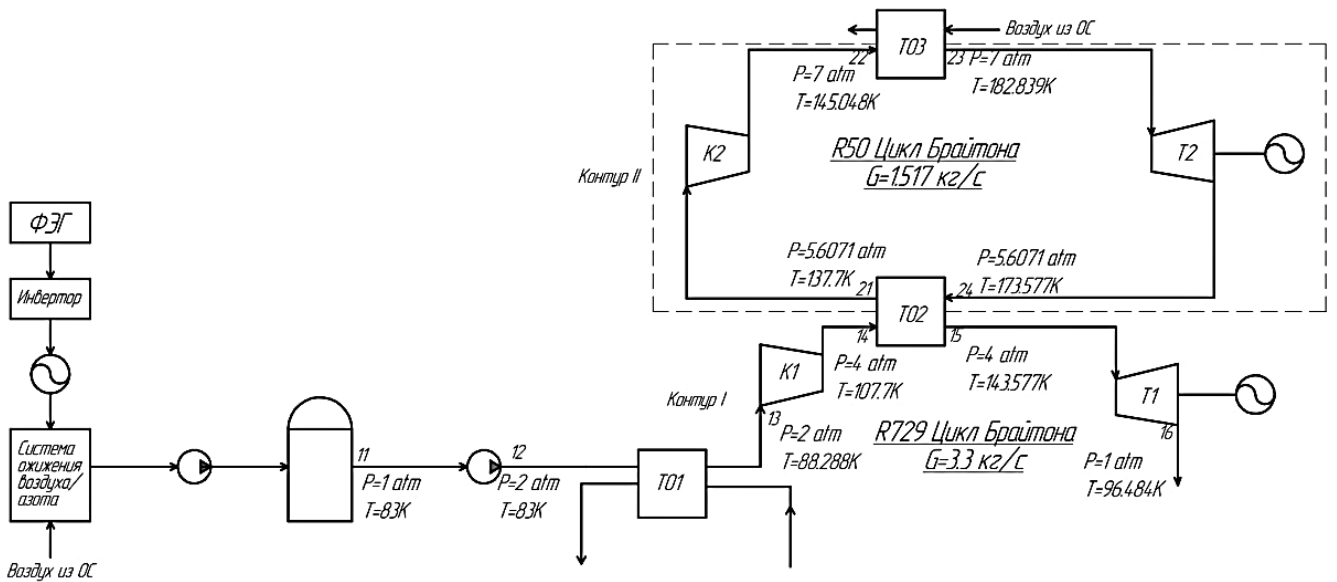 ТО3
Воздух из ОС
22
23
P=7 atm
T=145.048K
P=7 atm
T=182.839K
К2
R50 Цикл Брайтона
G=1.517 кг/с
Т2
Контур II
ФЭГ
Инвертор
P=5.6071 atm
T=137.7K
21
P=5.6071 atm
T=173.577K
24
ТО2
14
15
К1
P=4 atm
T=107.7K
P=4 atm
T=143.577K
Т1
Контур I
13
16
R729 Цикл Брайтона
G=3.3 кг/с
P=2 atm
T=88.288K
P=1 atm
T=96.484K
Система
ожижения
воздуха/
азота
11
P=1 atm
T=83K
12
P=2 atm
T=83K
ТО1
Воздух из ОС